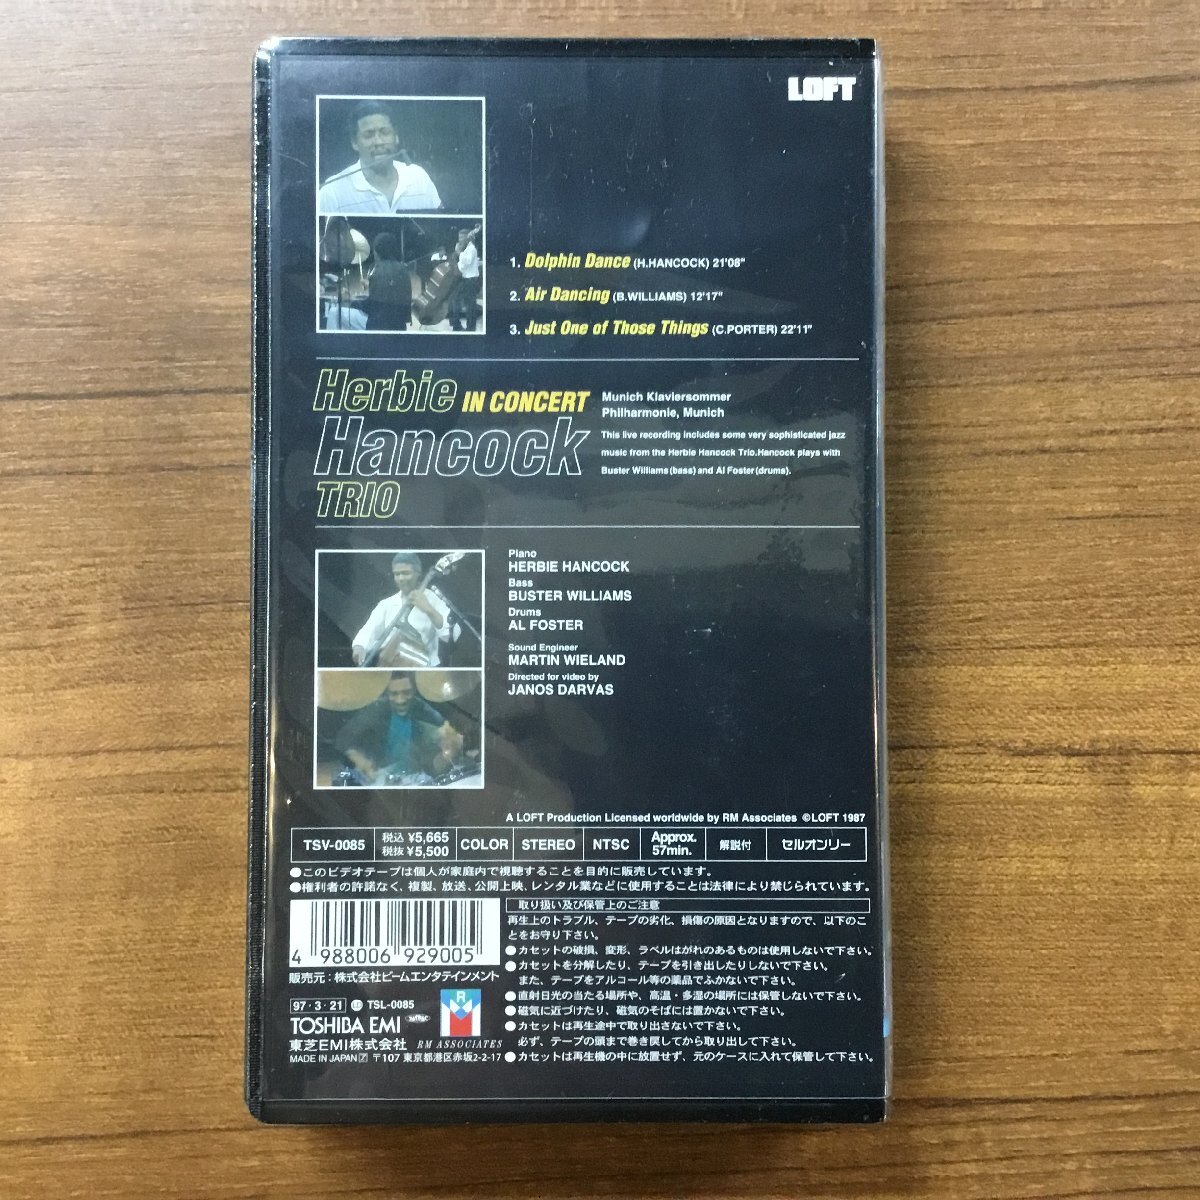 LOFT
1. Dolphin Dance (H.HANCOCK) 21'08"
2. Air Dancing (B.WILLIAMS) 12'17"
3. Just One of Those Things (C.PORTER) 22'11"
Herbie IN CONCERT
Hancock
TRIO
Munich Klaviersommer
Philharmonie, Munich
This live recording includes some very sophisticated jazz
music from the Herbie Hancock Trio.Hancock plays with
Buster Williams(bass) and Al Foster(drums).
Piano
HERBIE HANCOCK
Bass
BUSTER WILLIAMS
Drums
AL FOSTER
Sound Engineer
MARTIN WIELAND
Directed for video by
JANOS DARVAS
A LOFT Production Licensed worldwide by RM Associates ©LOFT 1987
TSV-0085 税込 ¥5,665 税抜 ¥5,500 COLOR STEREO NTSC Approx. 57min. 解説付 セルオンリー
●このビデオテープは個人が家庭内で視聴することを目的に販売しています。
●権利者の許諾なく、複製、放送、公開上映、レンタル業などに使用することは法律により禁じられています。
4 988006 929005
販売元：株式会社ビームエンタテインメント
97・3・21 TSL-0085
TOSHIBA EMI
東芝EMI株式会社
RM ASSOCIATES
MADE IN JAPAN 〒107 東京都港区赤坂2-2-17
取り扱い及び保管上のご注意
再生上のトラブル、テープの劣化、損傷の原因となりますので、以下のこ
とをお守り下さい。
●カセットの破損、変形、ラベルはがれのあるものは使用しないで下さい。
●カセットを分解したり、テープを引き出したりしないで下さい。
また、テープをアルコール等の薬品でふかないで下さい。
●直射日光の当たる場所や、高温・多湿の場所には保管しないで下さい。
●磁気に近づけたり、磁気のそばには置かないで下さい。
●カセットは再生途中で取り出さないで下さい。
必ず、テープの頭まで巻き戻してから取り出して下さい。
●カセットは再生機の中に放置せず、元のケースに入れて保管して下さい。